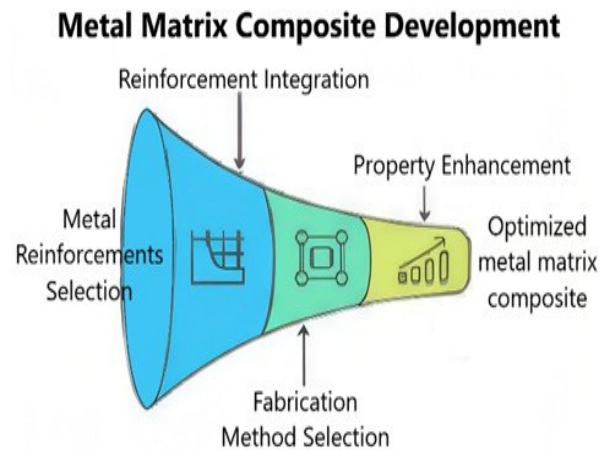 Metal Matrix Composite Development
Reinforcement Integration
Property Enhancement
Metal
Reinforcements
Selection
Optimized
metal matrix
composite
Fabrication
Method Selection